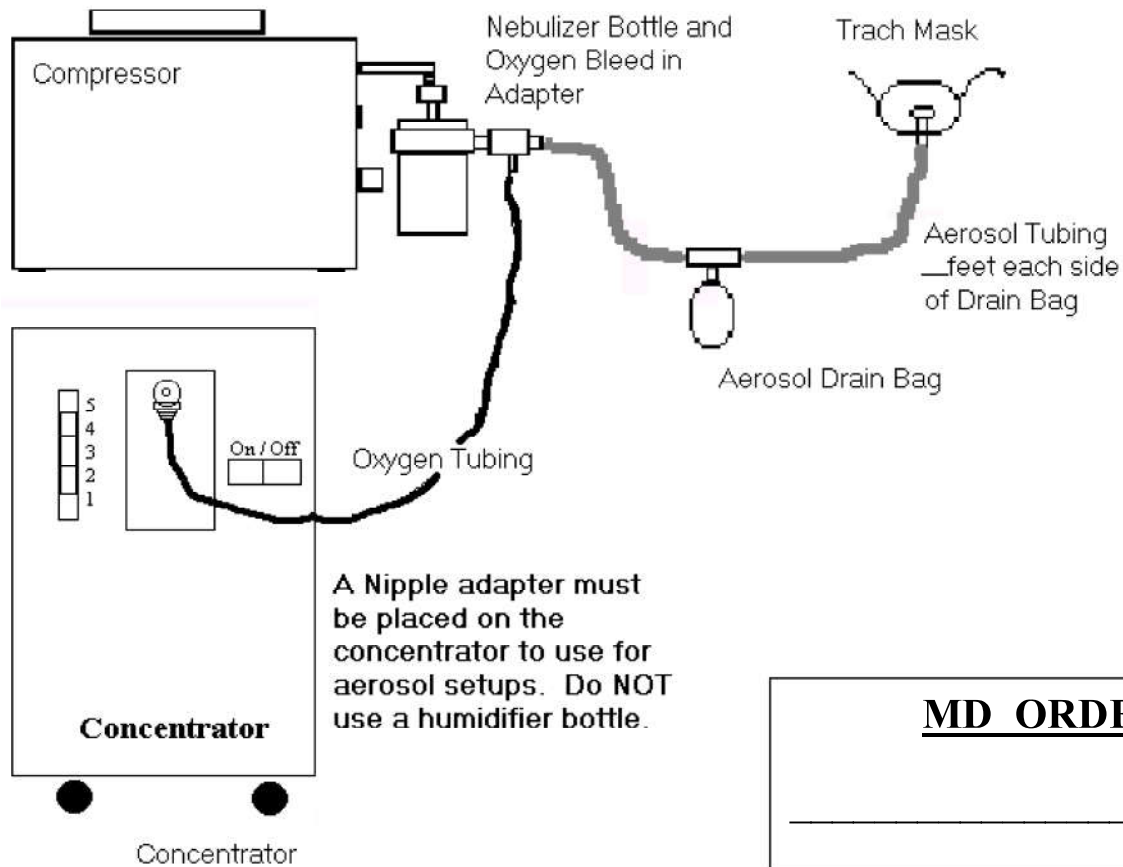 Compressor
Nebulizer Bottle and
Oxygen Bleed in
Adapter
Trach Mask
Aerosol Tubing
__feet each side
of Drain Bag
Aerosol Drain Bag
5
4
3
2
1
On / Off
Oxygen Tubing
A Nipple adapter must
be placed on the
concentrator to use for
aerosol setups. Do NOT
use a humidifier bottle.
Concentrator
Concentrator
MD ORDE